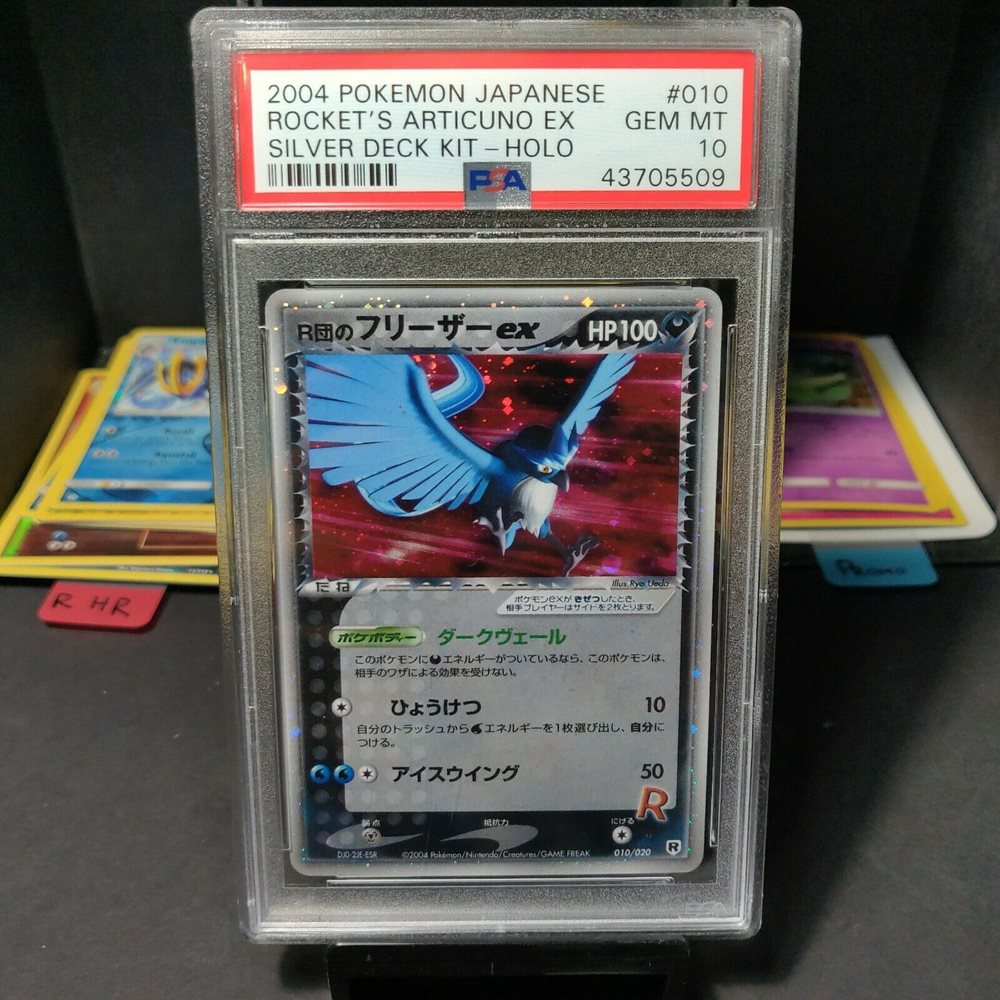 2004 POKEMON JAPANESE #010
ROCKET'S ARTICUNO EX GEM MT
SILVER DECK KIT – HOLO 10
PSA 43705509
R団のフリーザーex HP100
たね Illus. Ryo Ueda
ポケモンexがきぜつしたとき、
相手プレイヤーはサイドを2枚とります。
ポケボディー ダークヴェール
このポケモンにエネルギーがついているなら、このポケモンは、
相手のワザによる効果を受けない。
ひょうけつ 10
自分のトラッシュからエネルギーを1枚選び出し、自分に
つける。
アイスウイング 50
R
弱点 抵抗力 にげる
DJ0-2JE-ESR ©2004 Pokémon/Nintendo/Creatures/GAME FREAK 010/020 R
Recoil
Aquafall
R HR
PROMO